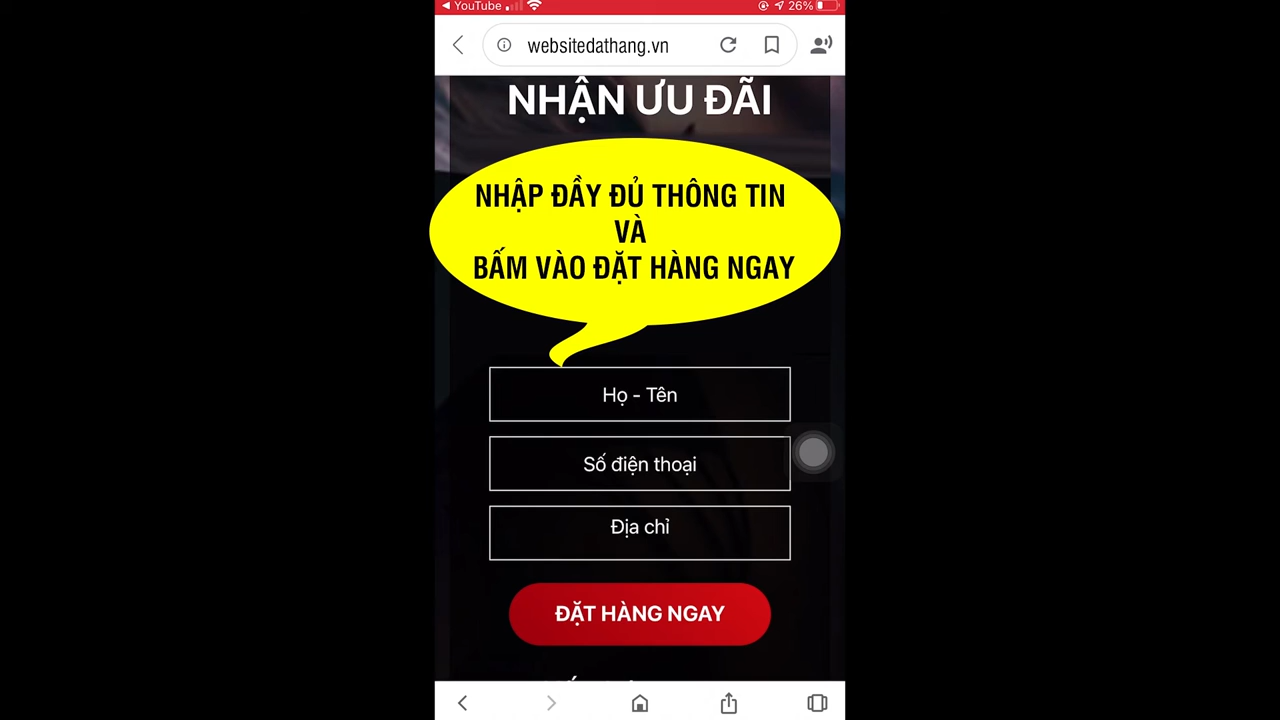 YouTube
26%
websitedathang.vn
NHẬN ƯU ĐÃI
NHẬP ĐẦY ĐỦ THÔNG TIN
VÀ
BẤM VÀO ĐẶT HÀNG NGAY
Họ - Tên
Số điện thoại
Địa chỉ
ĐẶT HÀNG NGAY